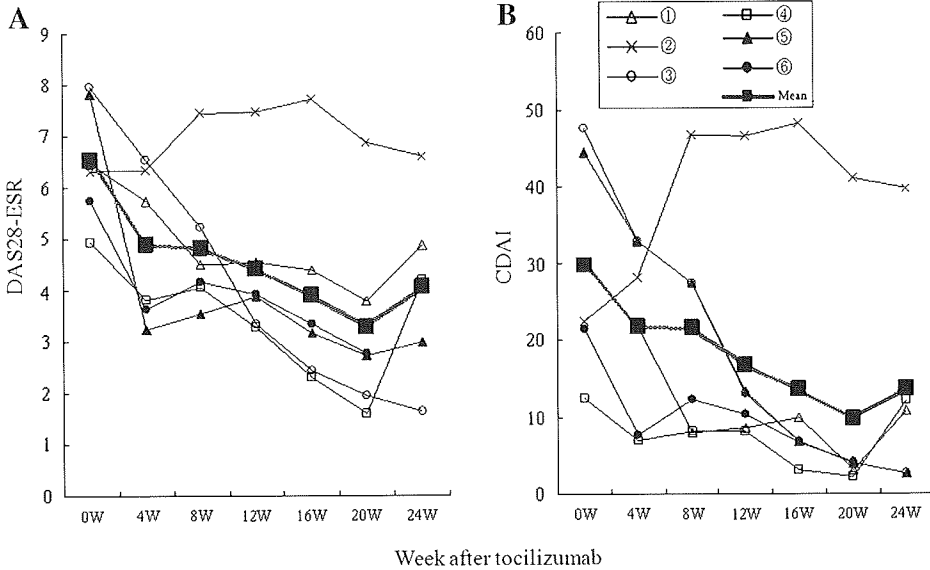 A
DAS28-ESR
9
8
7
6
5
4
3
2
1
0
0W 4W 8W 12W 16W 20W 24W
B
CDAI
60
50
40
30
20
10
0
0W 4W 8W 12W 16W 20W 24W
①
②
③
④
⑤
⑥
Mean
Week after tocilizumab